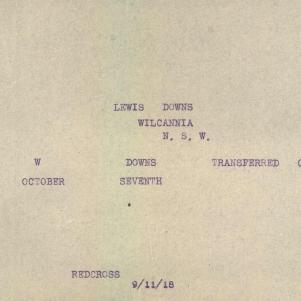 LEWIS DOWNS
WILCANNIA
N. S. W.
W DOWNS TRANSFERRED
OCTOBER SEVENTH
REDCROSS
9/11/18